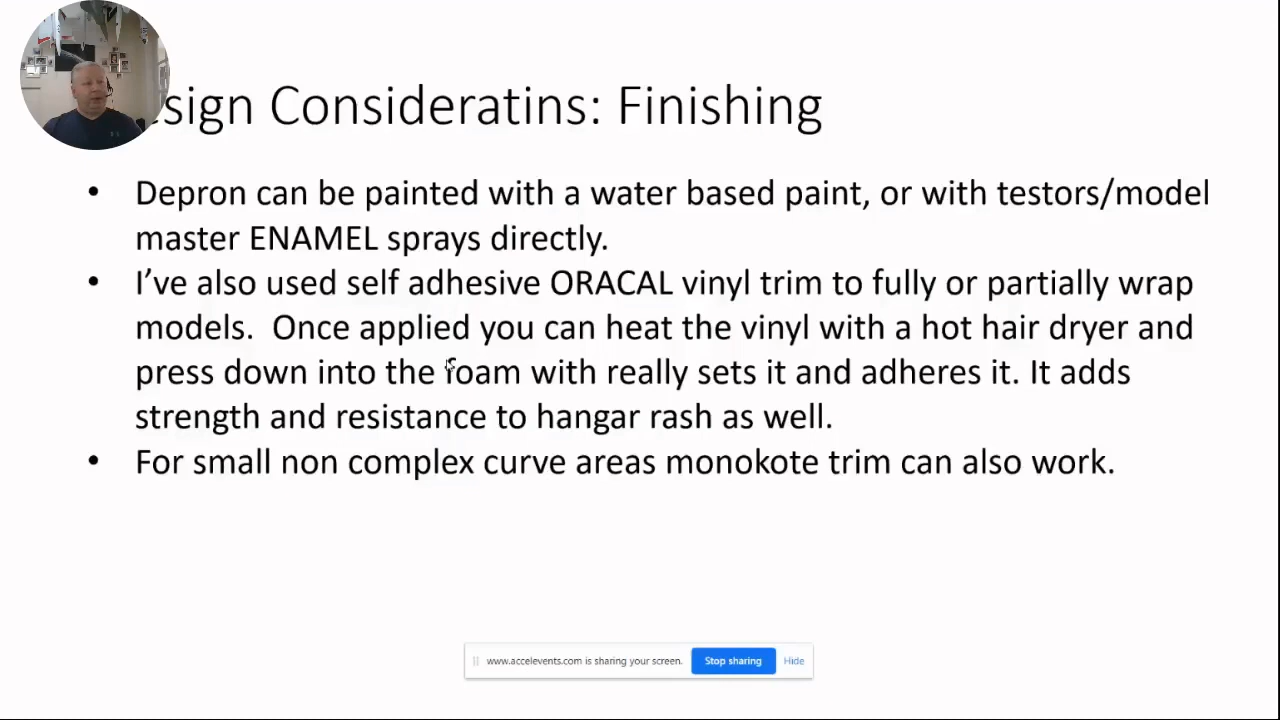 sign Consideratins: Finishing
• Depron can be painted with a water based paint, or with testors/model
master ENAMEL sprays directly.
• I’ve also used self adhesive ORACAL vinyl trim to fully or partially wrap
models.  Once applied you can heat the vinyl with a hot hair dryer and
press down into the foam with really sets it and adheres it. It adds
strength and resistance to hangar rash as well.
• For small non complex curve areas monokote trim can also work.
www.accelevents.com is sharing your screen. Stop sharing Hide